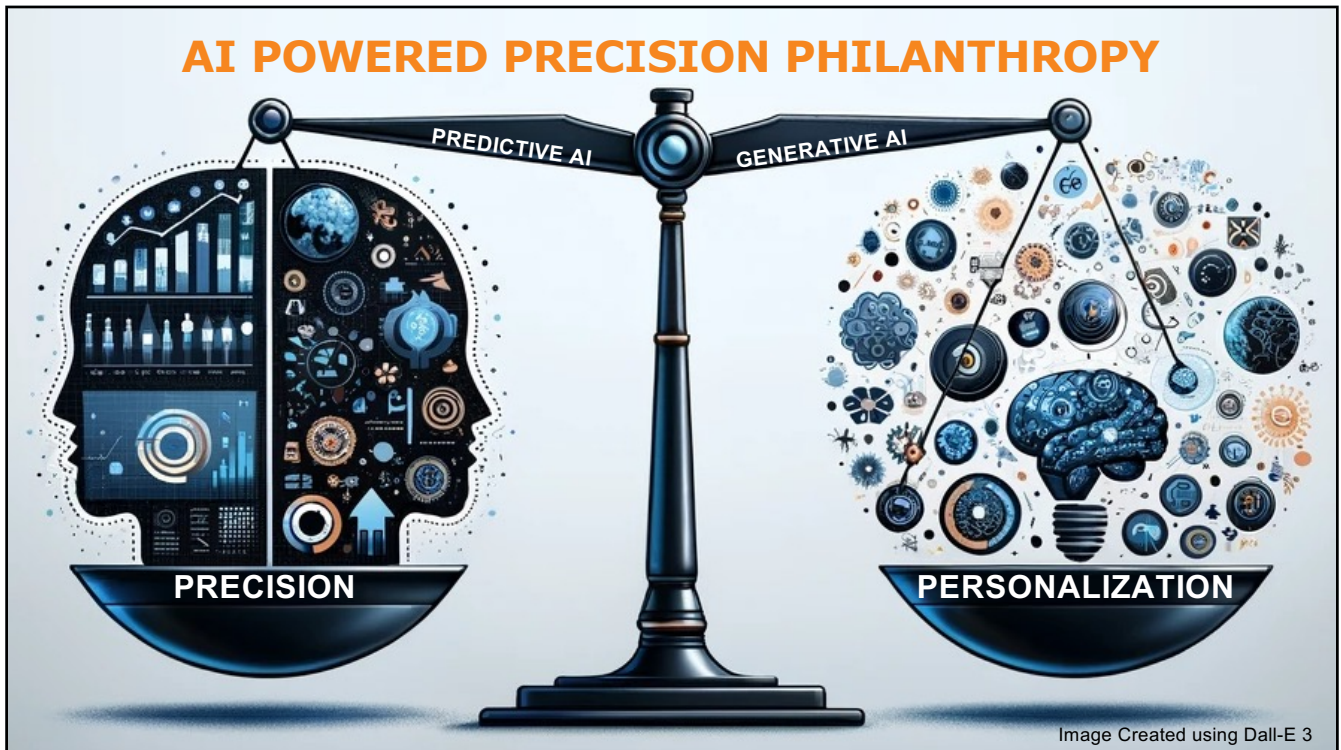 AI POWERED PRECISION PHILANTHROPY
PREDICTIVE AI
GENERATIVE AI
PRECISION
PERSONALIZATION
Image Created using Dall-E 3